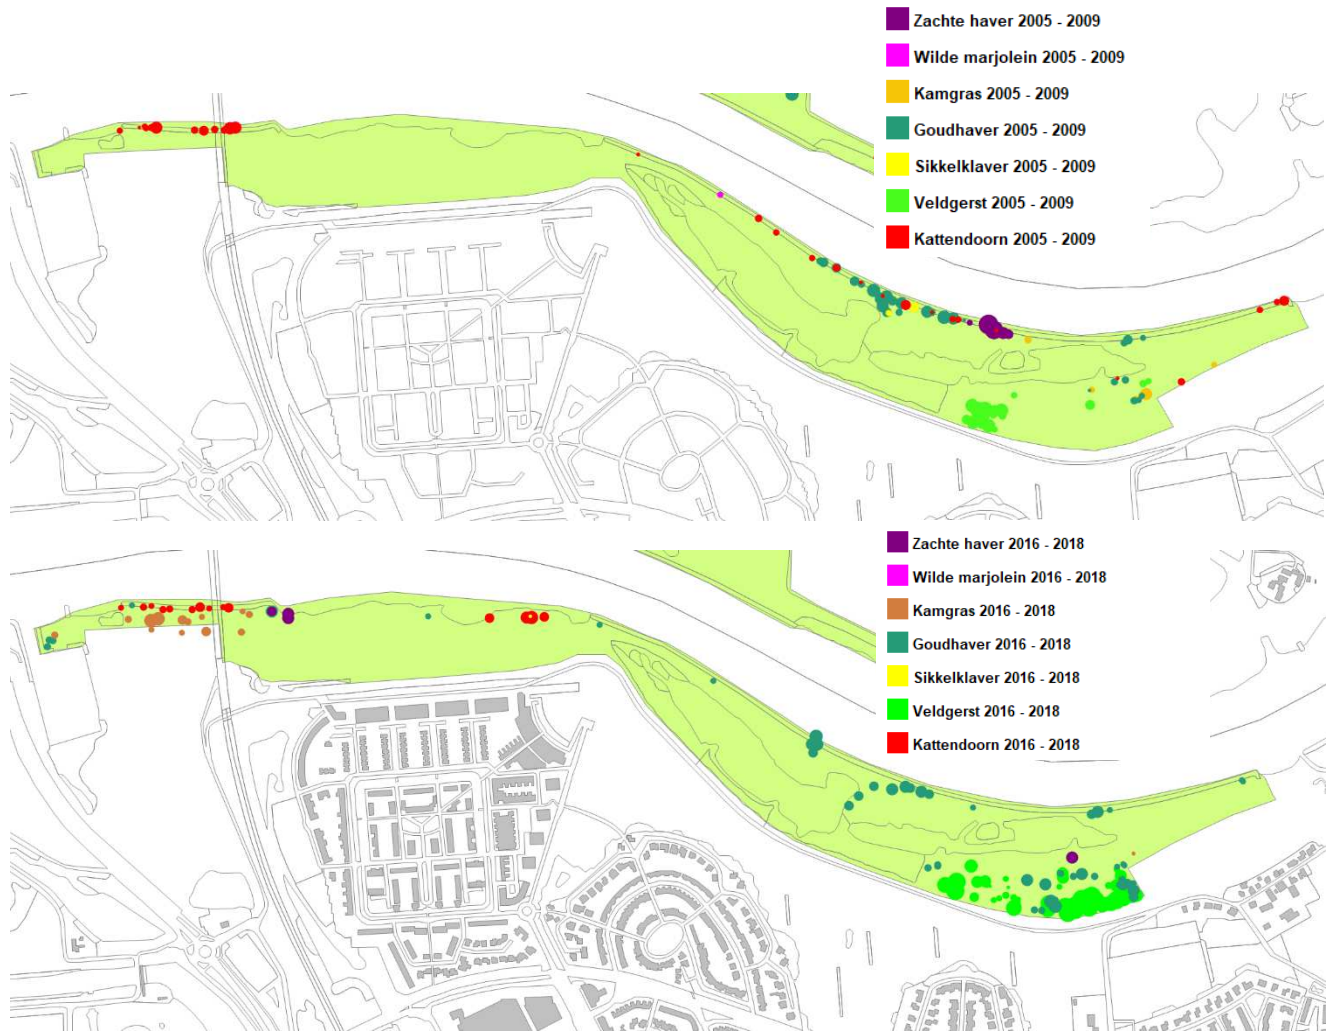 Zachte haver 2005 - 2009
Wilde marjolein 2005 - 2009
Kamgras 2005 - 2009
Goudhaver 2005 - 2009
Sikkelklaver 2005 - 2009
Veldgerst 2005 - 2009
Kattendoorn 2005 - 2009
Zachte haver 2016 - 2018
Wilde marjolein 2016 - 2018
Kamgras 2016 - 2018
Goudhaver 2016 - 2018
Sikkelklaver 2016 - 2018
Veldgerst 2016 - 2018
Kattendoorn 2016 - 2018